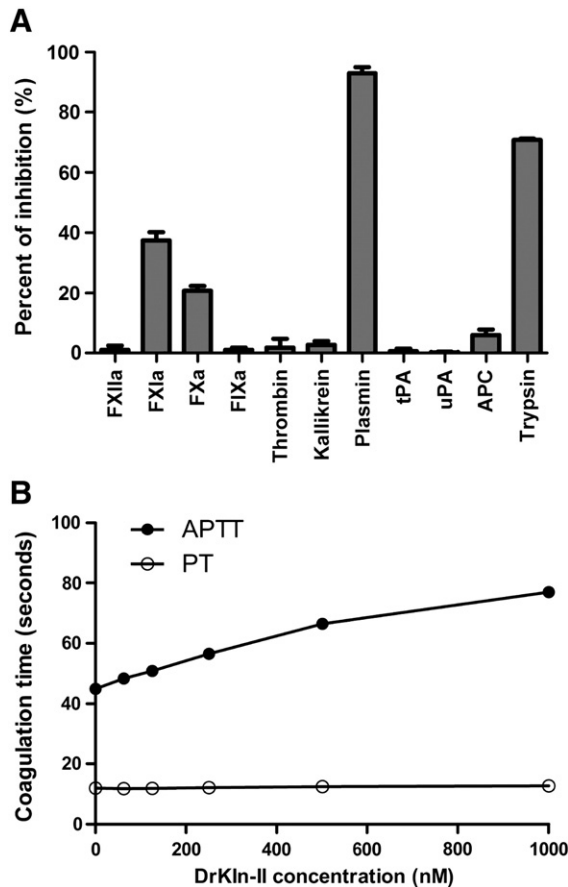 A
Percent of inhibition (%)
100
80
60
40
20
0
FXIIa
FXIa
FXa
FIXa
Thrombin
Kallikrein
Plasmin
tPA
uPA
APC
Trypsin
B
Coagulation time (seconds)
100
80
60
40
20
0
APTT
PT
0
200
400
600
800
1000
DrKIn-II concentration (nM)